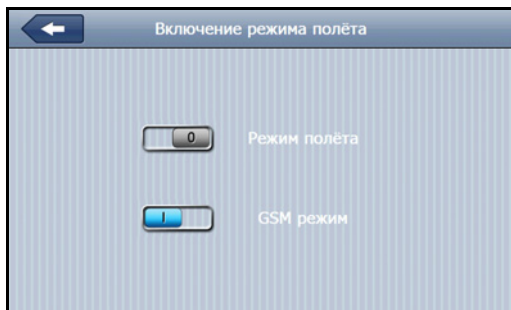 Включение режима полёта
0 Режим полёта
I GSM режим